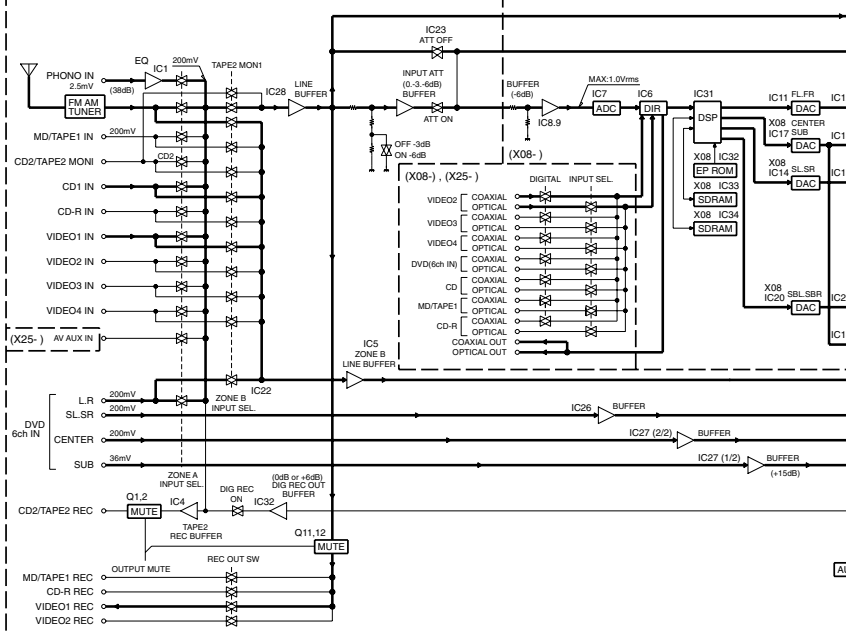 IC23
ATT OFF
EQ
200mV
TAPE2 MON1
PHONO IN
2.5mV
IC1
(38dB)
FM AM
TUNER
IC28
LINE
BUFFER
INPUT ATT
(0.-3.-6dB)
BUFFER
ATT ON
BUFFER
(-6dB)
MAX:1.0Vrms
IC8.9
IC7
ADC
IC6
DIR
IC31
DSP
IC11
FL.FR
DAC
IC1
X08
IC17
CENTER
SUB
DAC
IC1
MD/TAPE1 IN
200mV
OFF -3dB
ON -6dB
(X08- )
X08
IC32
EP ROM
CD2/TAPE2 MONI
CD2
X08
IC14
SL.SR
DAC
IC1
(X08-) , (X25- )
DIGITAL
INPUT SEL.
CD1 IN
X08
IC33
SDRAM
CD-R IN
X08
IC34
SDRAM
VIDEO2
COAXIAL
OPTICAL
VIDEO3
COAXIAL
OPTICAL
VIDEO4
COAXIAL
OPTICAL
DVD(6ch IN)
COAXIAL
OPTICAL
CD
COAXIAL
OPTICAL
MD/TAPE1
COAXIAL
OPTICAL
CD-R
COAXIAL
OPTICAL
COAXIAL OUT
OPTICAL OUT
VIDEO1 IN
VIDEO2 IN
VIDEO3 IN
VIDEO4 IN
X08
IC20
SBL.SBR
DAC
IC2
IC1
(X25- )
AV AUX IN
IC5
ZONE B
LINE BUFFER
IC22
ZONE B
INPUT SEL.
DVD
6ch IN
L.R
200mV
SL.SR
200mV
IC26
BUFFER
CENTER
200mV
IC27 (2/2)
BUFFER
SUB
36mV
IC27 (1/2)
BUFFER
(+15dB)
ZONE A
INPUT SEL.
(0dB or +6dB)
DIG REC OUT
BUFFER
DIG REC
ON
IC32
Q1,2
MUTE
IC4
CD2/TAPE2 REC
TAPE2
REC BUFFER
Q11,12
MUTE
OUTPUT MUTE
REC OUT SW
MD/TAPE1 REC
CD-R REC
VIDEO1 REC
VIDEO2 REC
AU